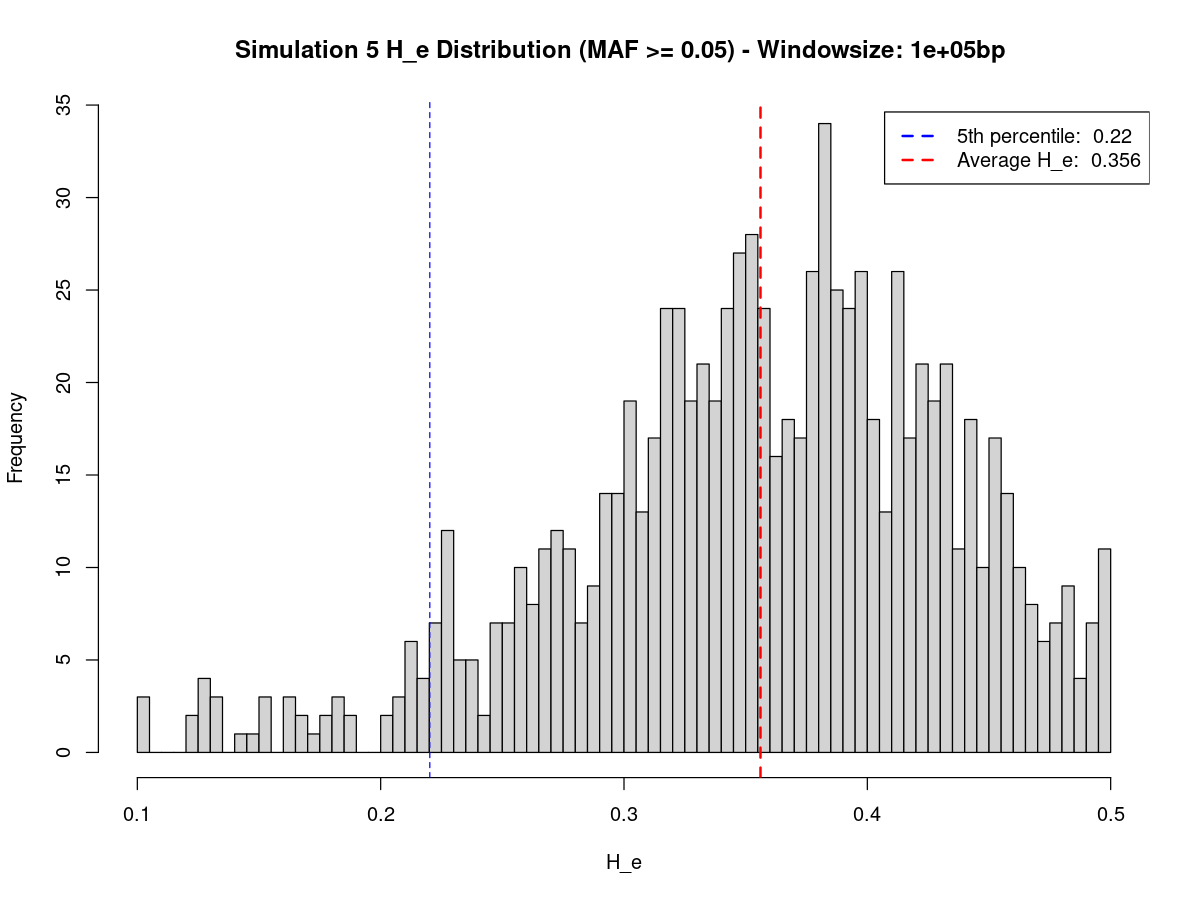 Simulation 5 H_e Distribution (MAF >= 0.05) - Windowsize: 1e+05bp
5th percentile:  0.22
Average H_e:  0.356
Frequency
35
30
25
20
15
10
5
0
0.1 0.2 0.3 0.4 0.5
H_e